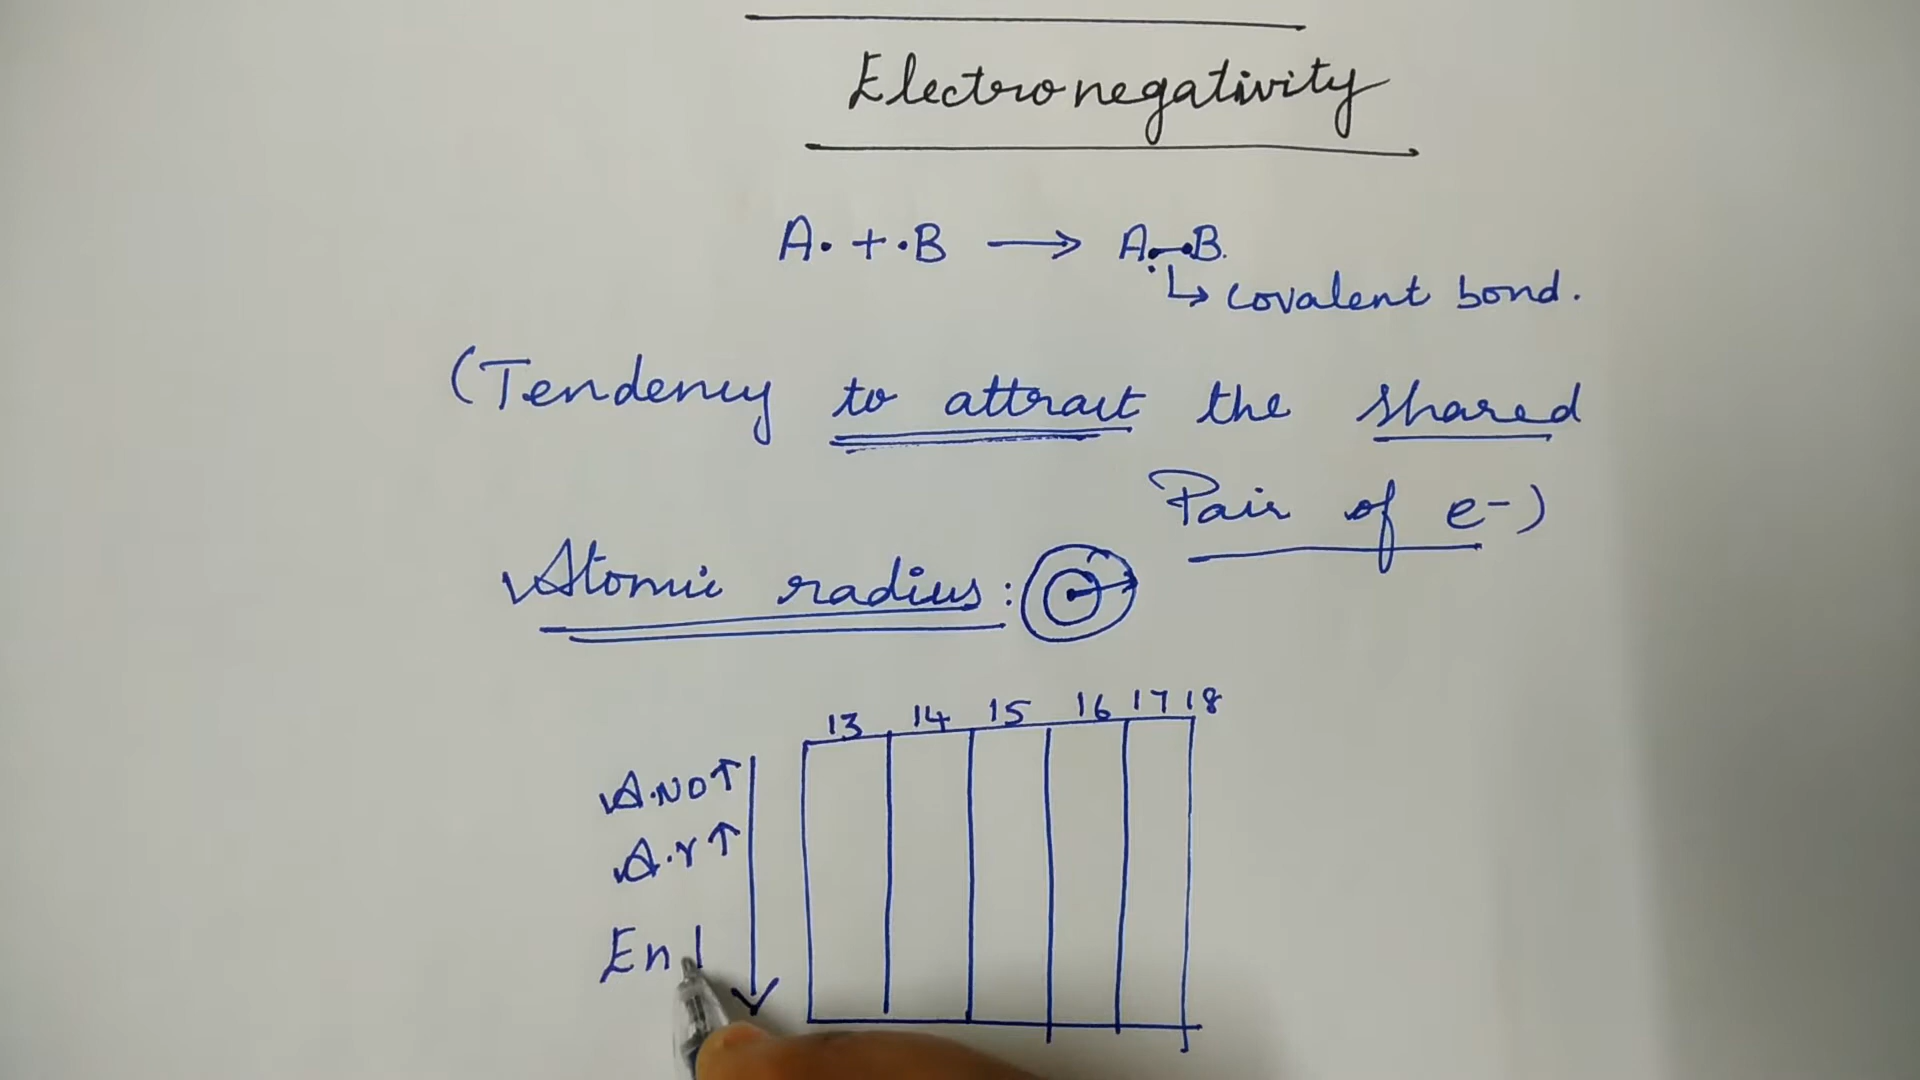 Electronegativity
A• + •B → A•–•B.
↳ covalent bond.
(Tendency to attract the shared
Pair of e-)
Atomic radius:
13 14 15 16 17 18
A.NO↑
A.r↑
En